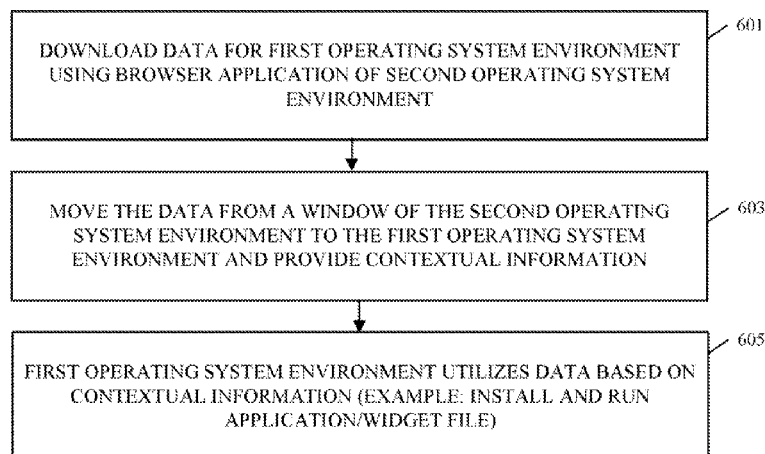 DOWNLOAD DATA FOR FIRST OPERATING SYSTEM ENVIRONMENT
USING BROWSER APPLICATION OF SECOND OPERATING SYSTEM
ENVIRONMENT
601
MOVE THE DATA FROM A WINDOW OF THE SECOND OPERATING
SYSTEM ENVIRONMENT TO THE FIRST OPERATING SYSTEM
ENVIRONMENT AND PROVIDE CONTEXTUAL INFORMATION
603
FIRST OPERATING SYSTEM ENVIRONMENT UTILIZES DATA BASED ON
CONTEXTUAL INFORMATION (EXAMPLE: INSTALL AND RUN
APPLICATION/WIDGET FILE)
605